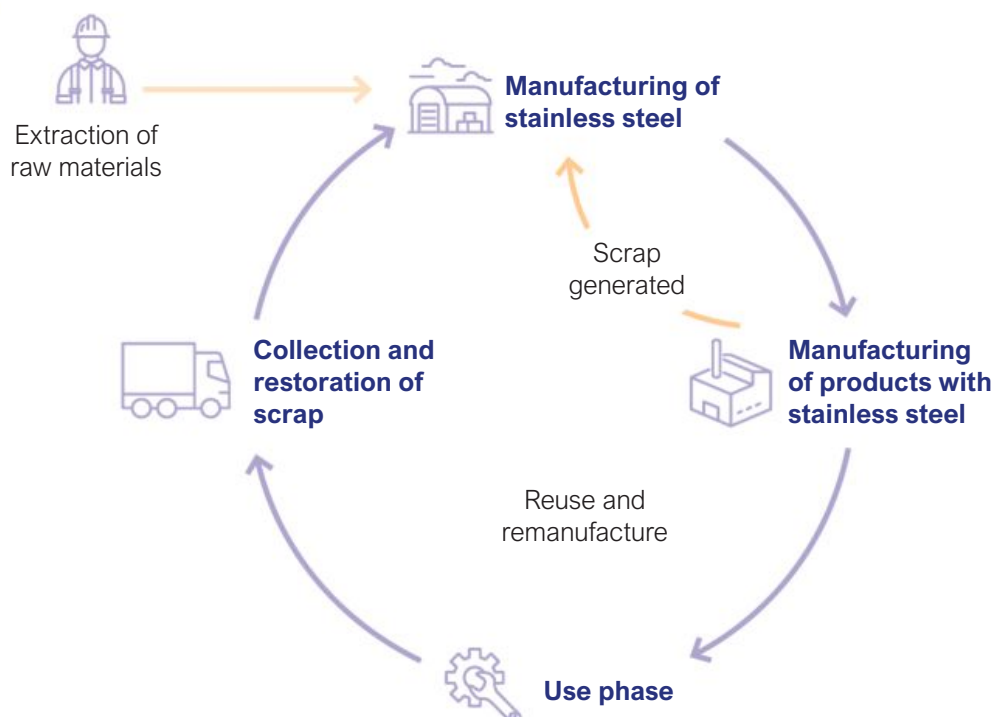 Extraction of
raw materials
Manufacturing of
stainless steel
Scrap
generated
Manufacturing
of products with
stainless steel
Collection and
restoration of
scrap
Reuse and
remanufacture
Use phase